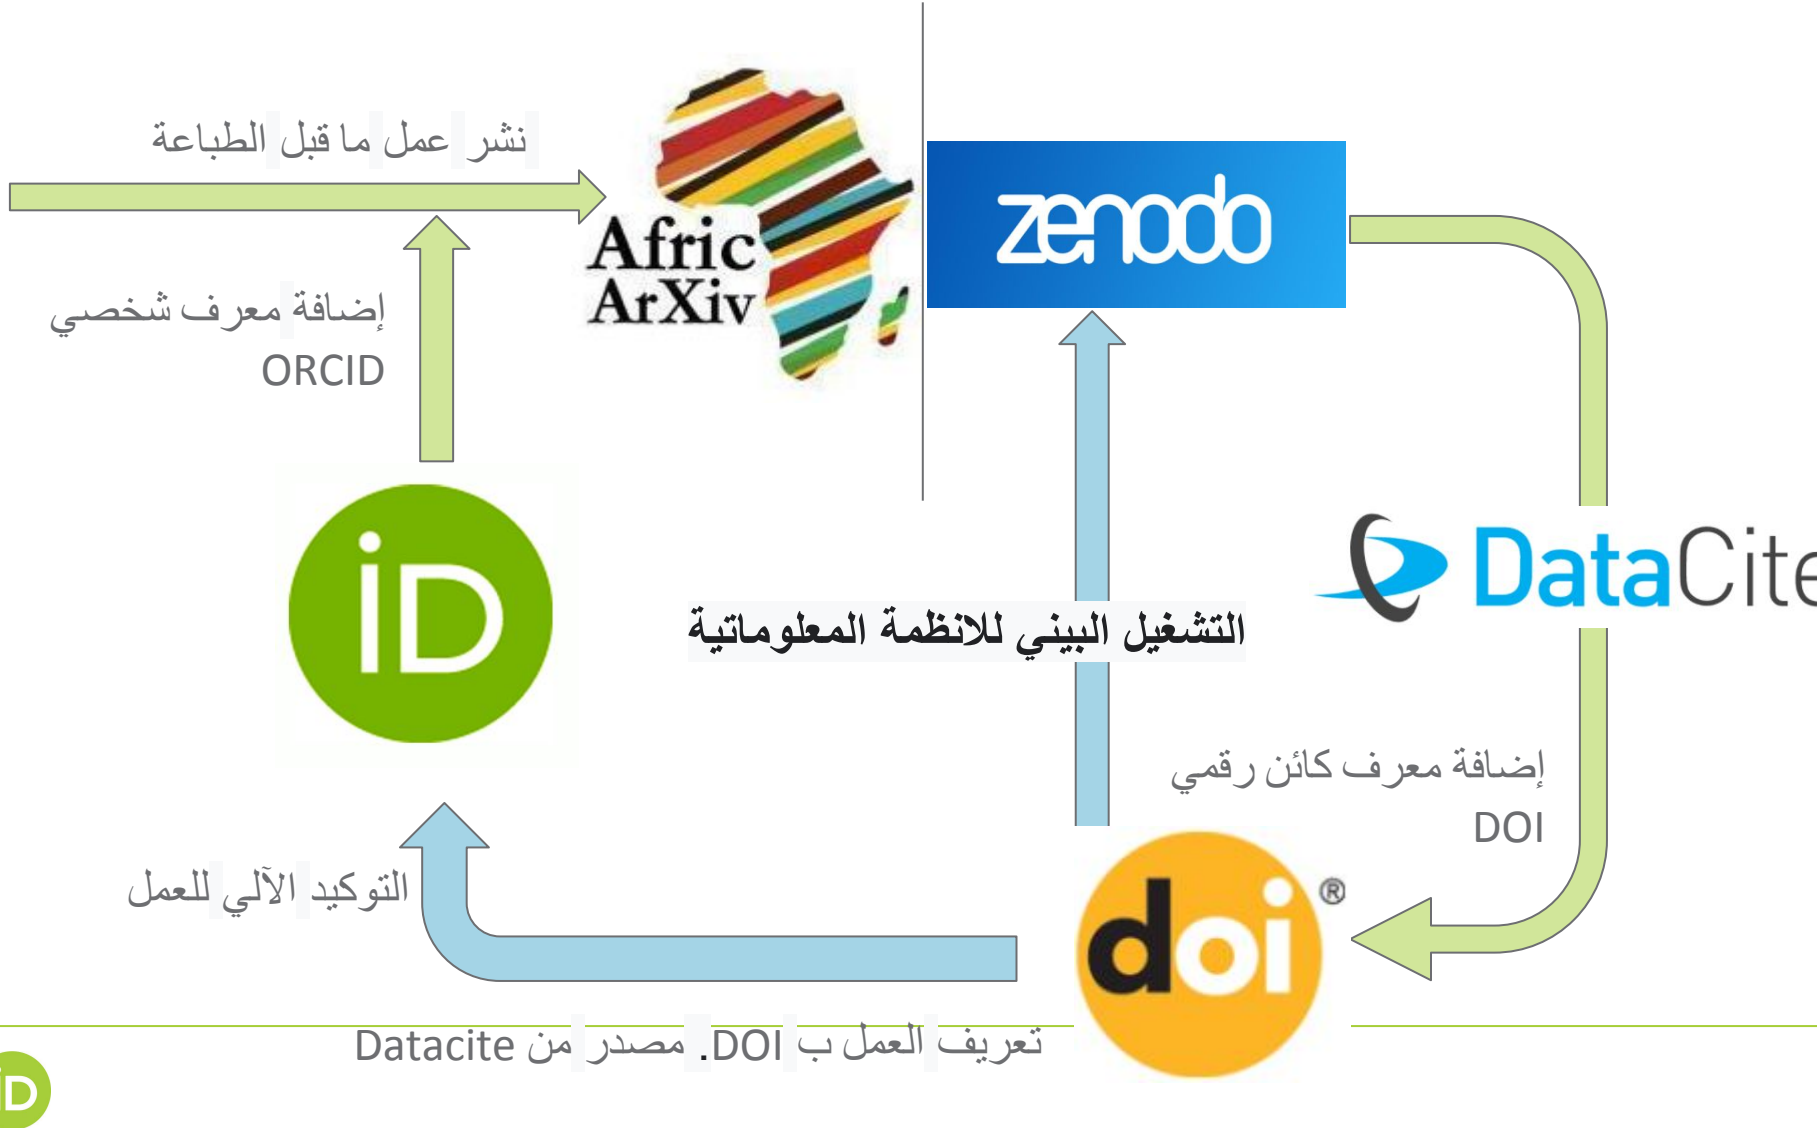 نشر عمل ما قبل الطباعة
Afric
ArXiv
zenodo
إضافة معرف شخصي
ORCID
iD
DataCite
التشغيل البيني للانظمة المعلوماتية
إضافة معرف كائن رقمي
DOI
التوكيد الآلي للعمل
doi®
تعريف العمل ب DOI. مصدر من Datacite
iD